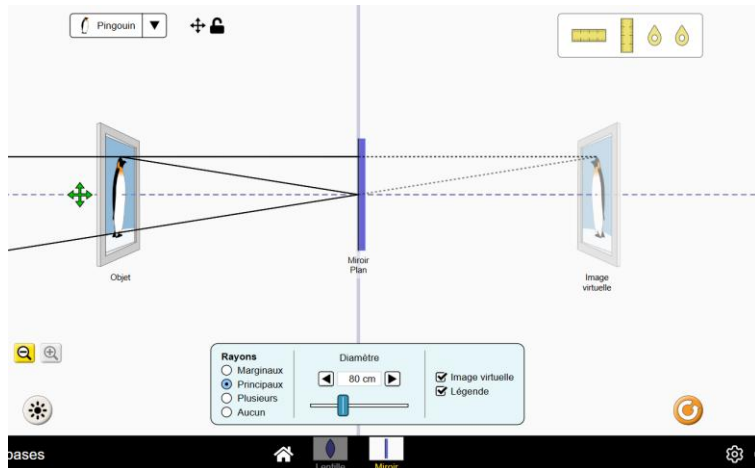 Pingouin
Objet
Miroir
Plan
Image
virtuelle
Rayons
Marginaux
Principaux
Plusieurs
Aucun
Diamètre
80 cm
Image virtuelle
Légende
bases
Lentille
Miroir